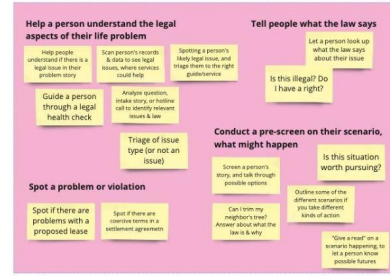 Help a person understand the legal
aspects of their life problem
Help people
understand if there is a
legal issue in their
problem story
Scan person's records
& data to see legal
issues, where services
could help
Spotting a person's
likely legal issue, and
triage them to the right
guide/service
Guide a person
through a legal
health check
Analyze question,
intake story, or hotline
call to identify relevant
issues & law
Triage of issue
type (or not an
issue)
Spot a problem or violation
Spot if there are
problems with a
proposed lease
Spot if there are
coercive terms in a
settlement agreemetn
Tell people what the law says
Let a person look up
what the law says
about their issue
Is this illegal? Do
I have a right?
Conduct a pre-screen on their scenario,
what might happen
Screen a person's
story, and talk through
possible options
Is this situation
worth pursuing?
Outline some of the
different scenarios if
you take different
kinds of action
Can I trim my
neighbor's tree?
Answer about what the
law is & why
"Give a read" on a
scenario happening, to
let a person know
possible futures